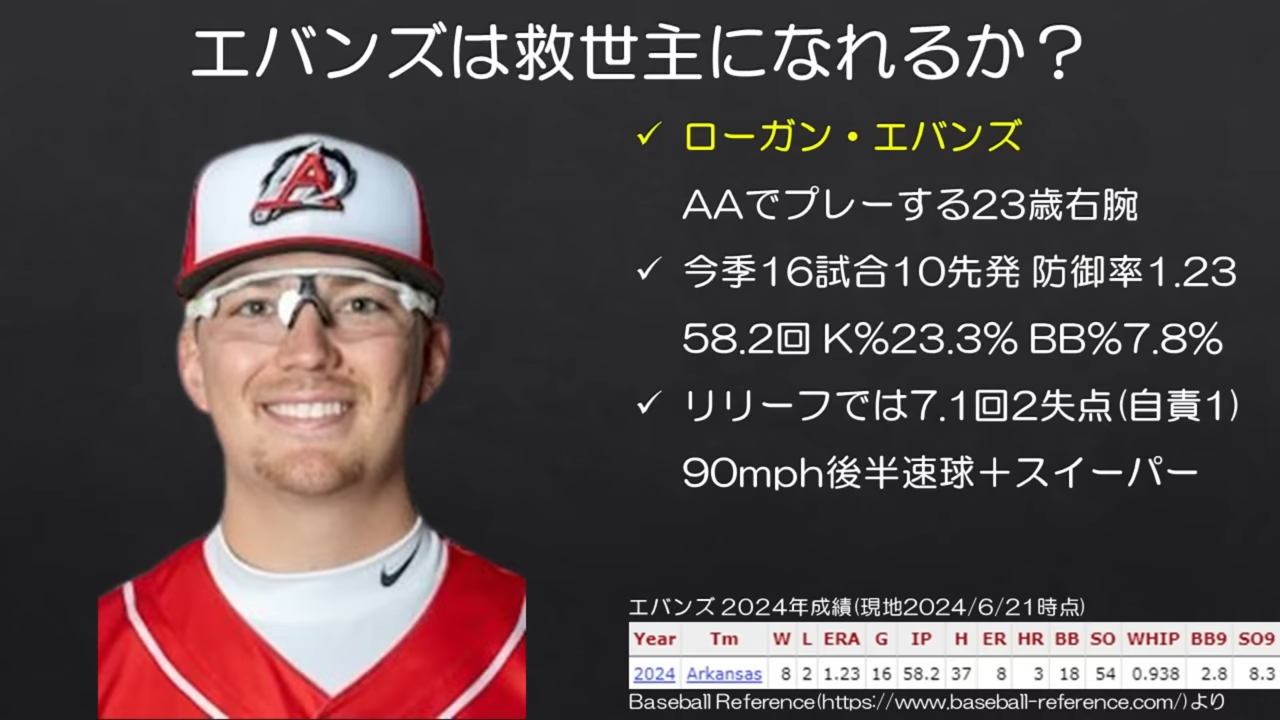 エバンズは救世主になれるか？
✓ ローガン・エバンズ
AAでプレーする23歳右腕
✓ 今季16試合10先発 防御率1.23
58.2回 K%23.3% BB%7.8%
✓ リリーフでは7.1回2失点(自責1)
90mph後半速球＋スイーパー
A
エバンズ 2024年成績(現地2024/6/21時点)
Year Tm W L ERA G IP H ER HR BB SO WHIP BB9 SO9
2024 Arkansas 8 2 1.23 16 58.2 37 8 3 18 54 0.938 2.8 8.3
Baseball Reference(https://www.baseball-reference.com/)より